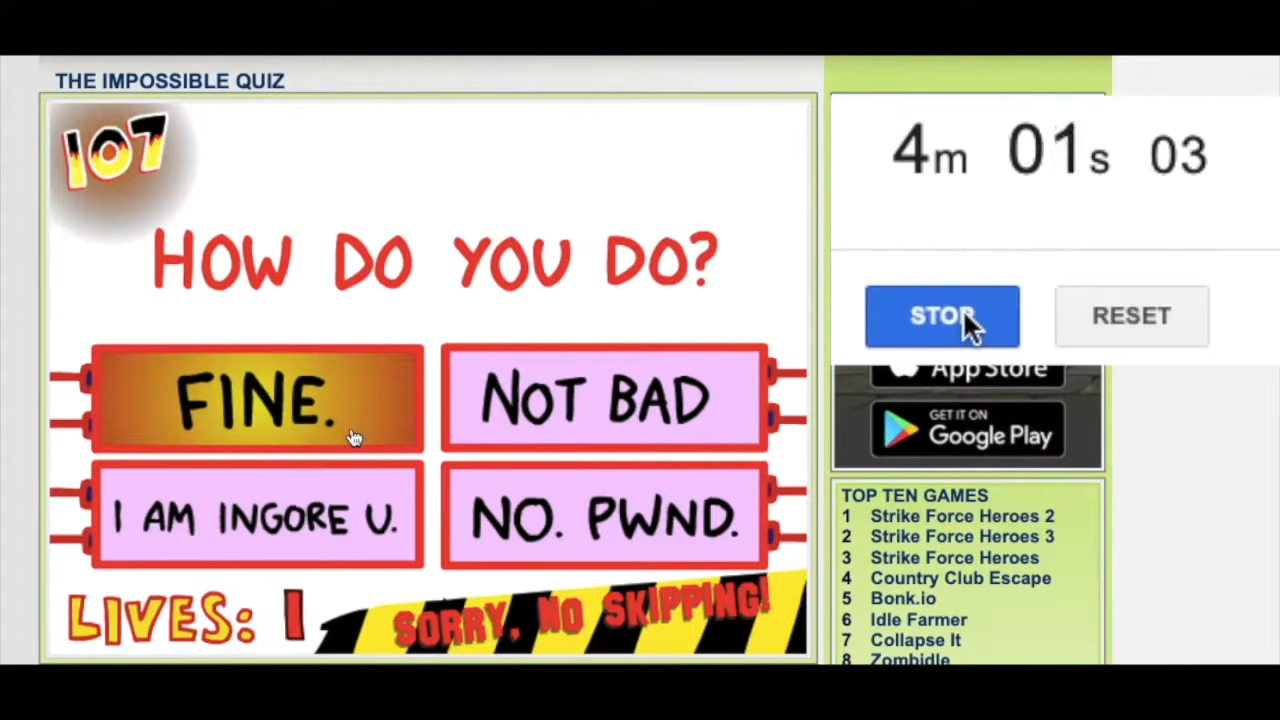 THE IMPOSSIBLE QUIZ
107
HOW DO YOU DO?
FINE.
NOT BAD
I AM INGORE U.
NO. PWND.
LIVES: 1
SORRY, NO SKIPPING!
4m 01s 03
STOP
RESET
App Store
GET IT ON
Google Play
TOP TEN GAMES
1 Strike Force Heroes 2
2 Strike Force Heroes 3
3 Strike Force Heroes
4 Country Club Escape
5 Bonk.io
6 Idle Farmer
7 Collapse It
8 Zombidle